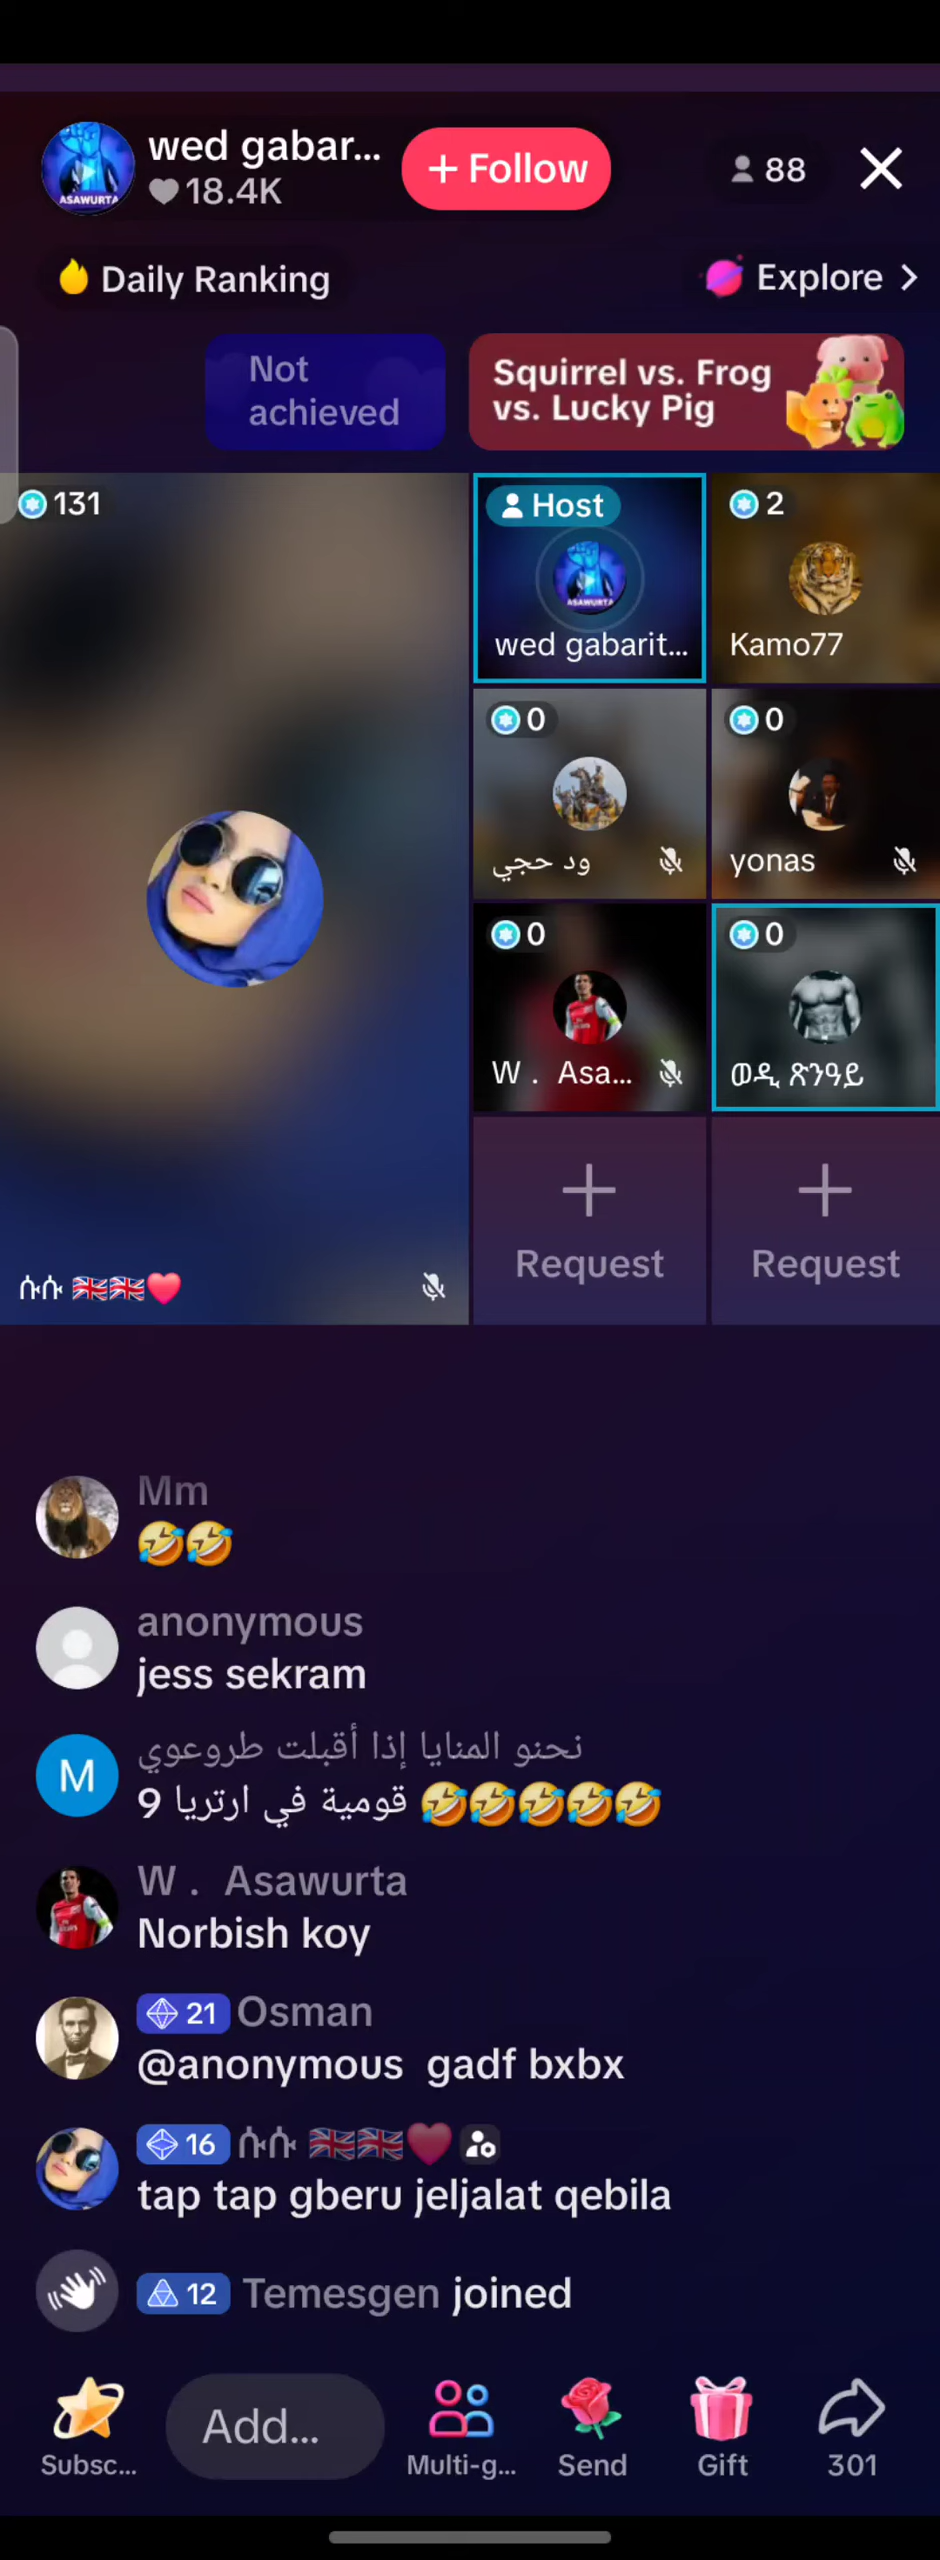 wed gabar...
18.4K
+ Follow
88
Daily Ranking
Explore >
Not
achieved
Squirrel vs. Frog
vs. Lucky Pig
131
Host
2
ASAWURTA
ASAWURTA
wed gabarit...
Kamo77
0
0
ود حجي
yonas
0
0
W . Asa...
ወዲ ጽንዓይ
Request
Request
ሱሱ 🇬🇧🇬🇧❤️
Mm
🤣🤣
anonymous
jess sekram
نحنو المنايا إذا أقبلت طروعوي
9 قومية في ارتريا 🤣🤣🤣🤣🤣
M
W . Asawurta
Norbish koy
21 Osman
@anonymous gadf bxbx
16 ሱሱ 🇬🇧🇬🇧❤️
tap tap gberu jeljalat qebila
12 Temesgen joined
Add...
Subsc...
Multi-g...
Send
Gift
301